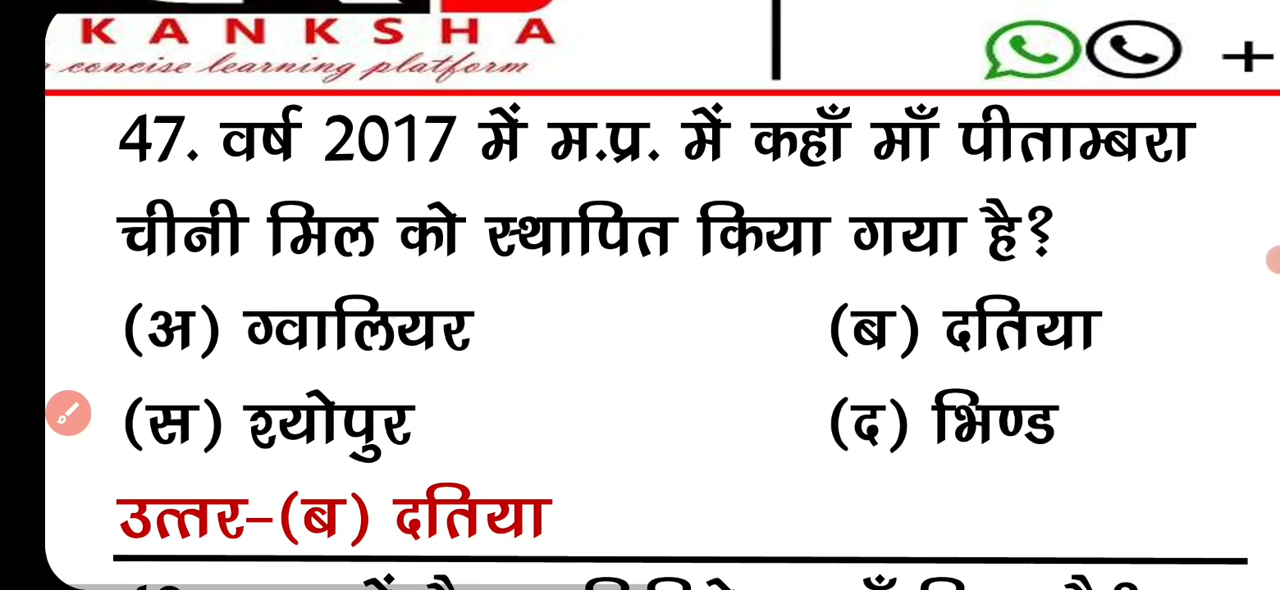 KANKSHA
concise learning platform
+
47. वर्ष 2017 में म.प्र. में कहाँ माँ पीताम्बरा
चीनी मिल को स्थापित किया गया है?
(अ) ग्वालियर (ब) दतिया
(स) श्योपुर (द) भिण्ड
उत्तर-(ब) दतिया